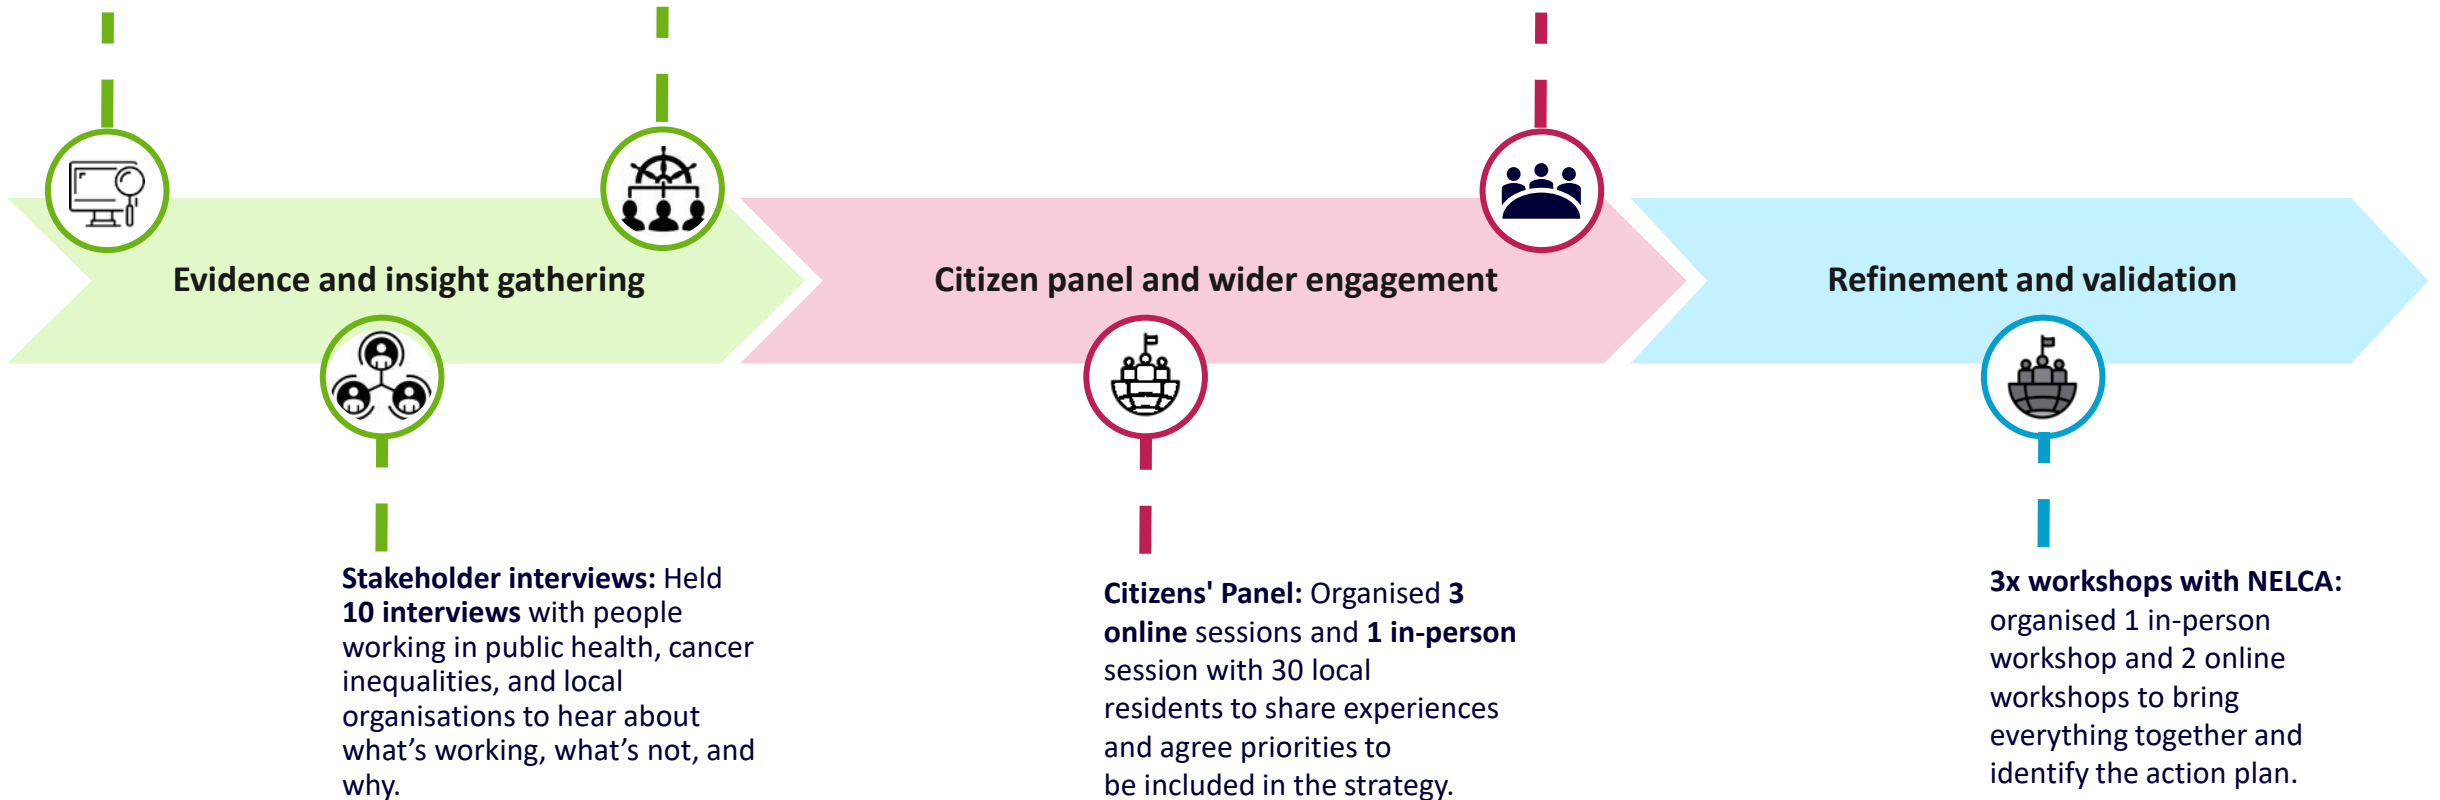 Evidence and insight gathering
Citizen panel and wider engagement
Refinement and validation
Stakeholder interviews: Held
10 interviews with people
working in public health, cancer
inequalities, and local
organisations to hear about
what’s working, what’s not, and
why.
Citizens' Panel: Organised 3
online sessions and 1 in-person
session with 30 local
residents to share experiences
and agree priorities to
be included in the strategy.
3x workshops with NELCA:
organised 1 in-person
workshop and 2 online
workshops to bring
everything together and
identify the action plan.